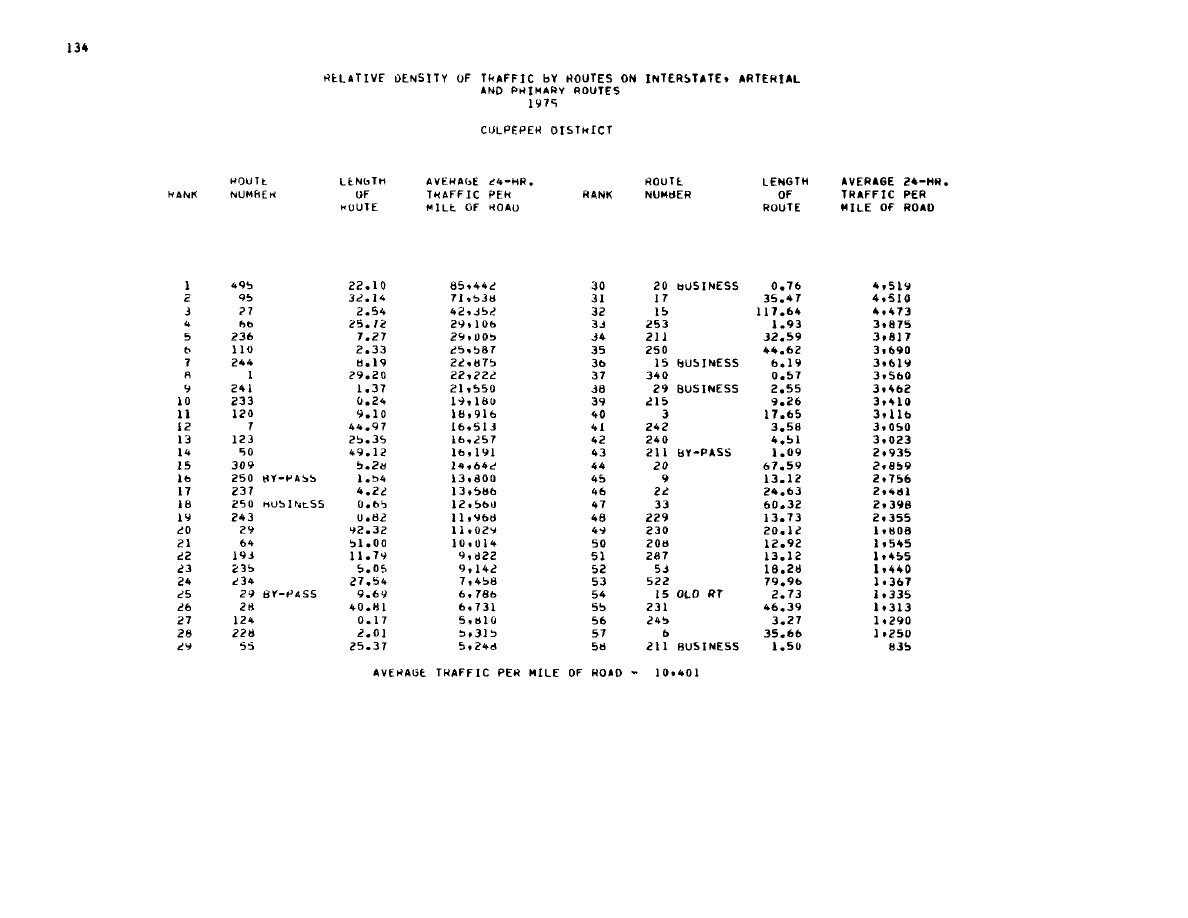 134
RELATIVE DENSITY OF TRAFFIC BY ROUTES ON INTERSTATE, ARTERIAL
AND PRIMARY ROUTES
1975
CULPEPER DISTRICT
ROUTE LENGTH AVERAGE 24-HR. ROUTE LENGTH AVERAGE 24-HR.
RANK NUMBER OF TRAFFIC PER RANK NUMBER OF TRAFFIC PER
ROUTE MILE OF ROAD ROUTE MILE OF ROAD
1 495 22.10 85,442 30 20 BUSINESS 0.76 4,519
2 95 32.14 71,538 31 17 35.47 4,510
3 27 2.54 42,352 32 15 117.64 4,473
4 66 25.72 29,106 33 253 1.93 3,875
5 236 7.27 29,005 34 211 32.59 3,817
6 110 2.33 25,587 35 250 44.62 3,690
7 244 8.19 22,875 36 15 BUSINESS 6.19 3,619
8 1 29.20 22,222 37 340 0.57 3,560
9 241 1.37 21,550 38 29 BUSINESS 2.55 3,462
10 233 0.24 19,180 39 215 9.26 3,410
11 120 9.10 18,916 40 3 17.65 3,116
12 7 44.97 16,513 41 242 3.58 3,050
13 123 25.35 16,257 42 240 4.51 3,023
14 50 49.12 16,191 43 211 BY-PASS 1.09 2,935
15 309 5.28 14,642 44 20 67.59 2,859
16 250 BY-PASS 1.54 13,800 45 9 13.12 2,756
17 237 4.22 13,586 46 22 24.63 2,481
18 250 BUSINESS 0.65 12,560 47 33 60.32 2,398
19 243 0.82 11,968 48 229 13.73 2,355
20 29 92.32 11,029 49 230 20.12 1,808
21 64 51.00 10,014 50 208 12.92 1,545
22 193 11.79 9,822 51 287 13.12 1,455
23 235 5.05 9,142 52 53 18.28 1,440
24 234 27.54 7,458 53 522 79.96 1,367
25 29 BY-PASS 9.69 6,786 54 15 OLD RT 2.73 1,335
26 28 40.81 6,731 55 231 46.39 1,313
27 124 0.17 5,810 56 245 3.27 1,290
28 228 2.01 5,315 57 6 35.66 1,250
29 55 25.37 5,248 58 211 BUSINESS 1.50 835
AVERAGE TRAFFIC PER MILE OF ROAD - 10,401